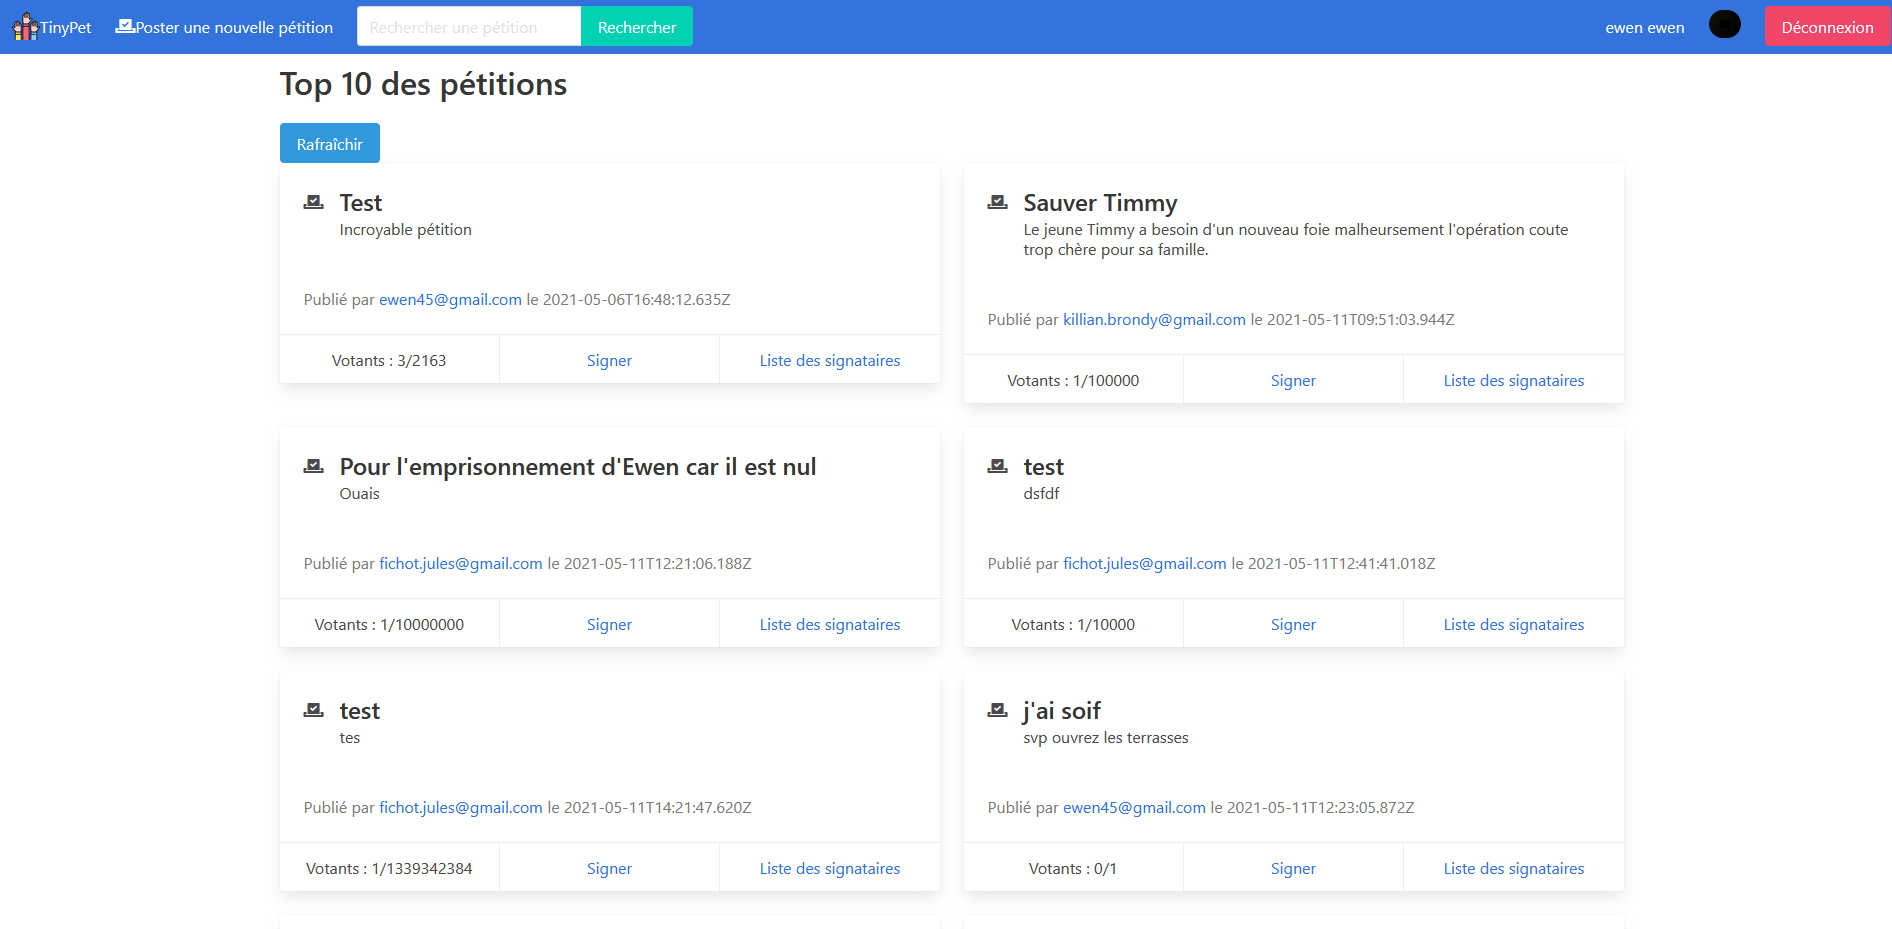 TinyPet
Poster une nouvelle pétition
Rechercher une pétition
Rechercher
ewen ewen
Déconnexion
Top 10 des pétitions
Rafraîchir
Test
Incroyable pétition
Publié par ewen45@gmail.com le 2021-05-06T16:48:12.635Z
Votants : 3/2163
Signer
Liste des signataires
Sauver Timmy
Le jeune Timmy a besoin d'un nouveau foie malheursement l'opération coute
trop chère pour sa famille.
Publié par killian.brondy@gmail.com le 2021-05-11T09:51:03.944Z
Votants : 1/100000
Signer
Liste des signataires
Pour l'emprisonnement d'Ewen car il est nul
Ouais
Publié par fichot.jules@gmail.com le 2021-05-11T12:21:06.188Z
Votants : 1/10000000
Signer
Liste des signataires
test
dsfdf
Publié par fichot.jules@gmail.com le 2021-05-11T12:41:41.018Z
Votants : 1/10000
Signer
Liste des signataires
test
tes
Publié par fichot.jules@gmail.com le 2021-05-11T14:21:47.620Z
Votants : 1/1339342384
Signer
Liste des signataires
j'ai soif
svp ouvrez les terrasses
Publié par ewen45@gmail.com le 2021-05-11T12:23:05.872Z
Votants : 0/1
Signer
Liste des signataires